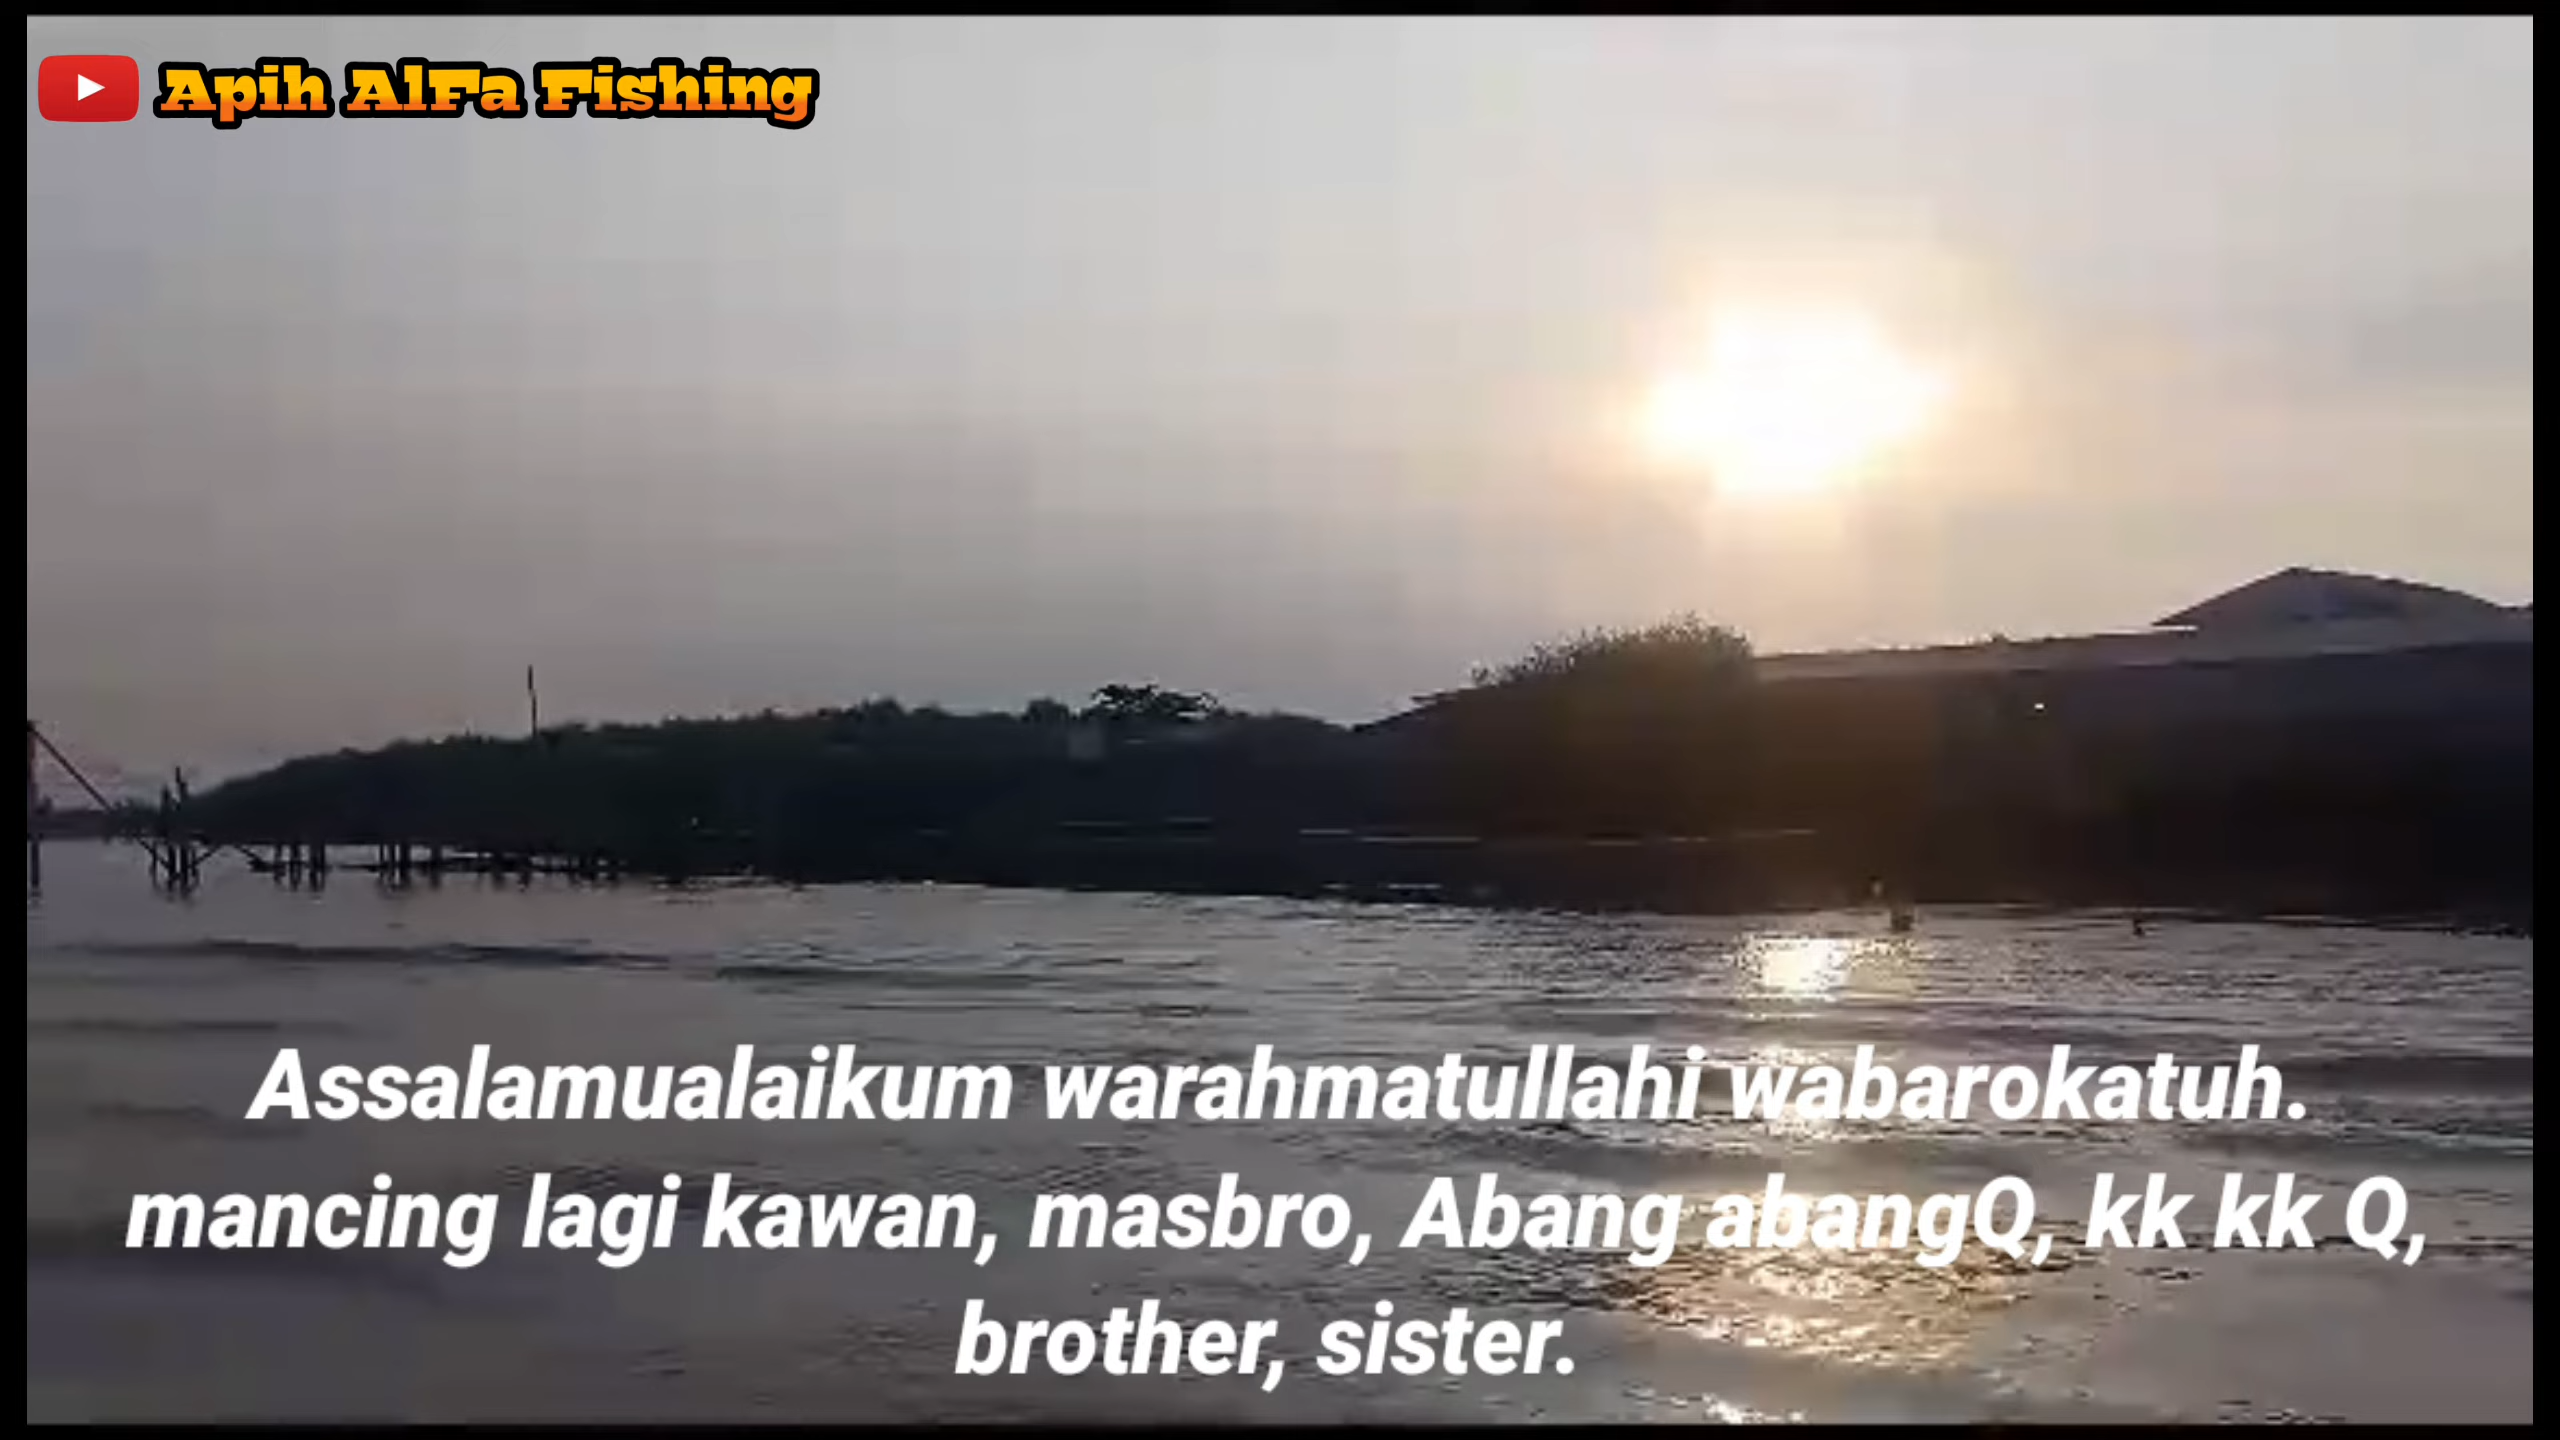 Apih AlFa Fishing
Assalamualaikum warahmatullahi wabarokatuh.
mancing lagi kawan, masbro, Abang abangQ, kk kk Q,
brother, sister.